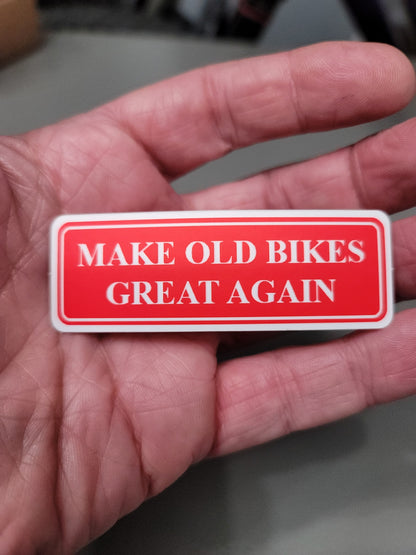 MAKE OLD BIKES
GREAT AGAIN